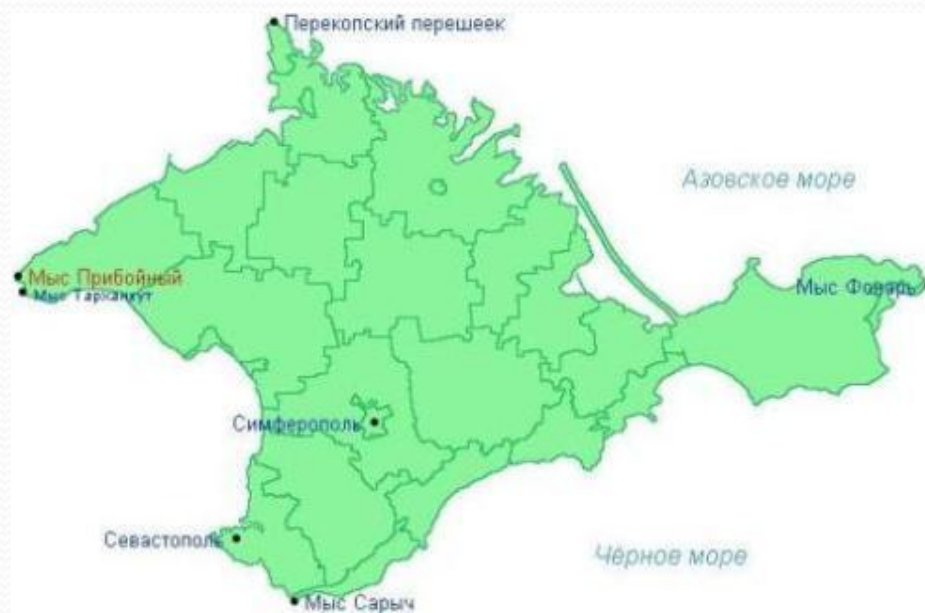 Перекопский перешеек
Азовское море
Мыс Прибойный
Мыс Тарханкут
Мыс Фонарь
Симферополь
Севастополь
Чёрное море
Мыс Сарыч